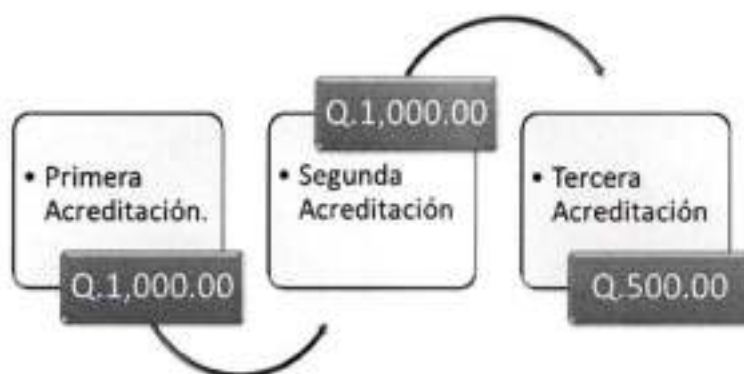 • Primera
Acreditación.
Q.1,000.00
Q.1,000.00
• Segunda
Acreditación
• Tercera
Acreditación
Q.500.00